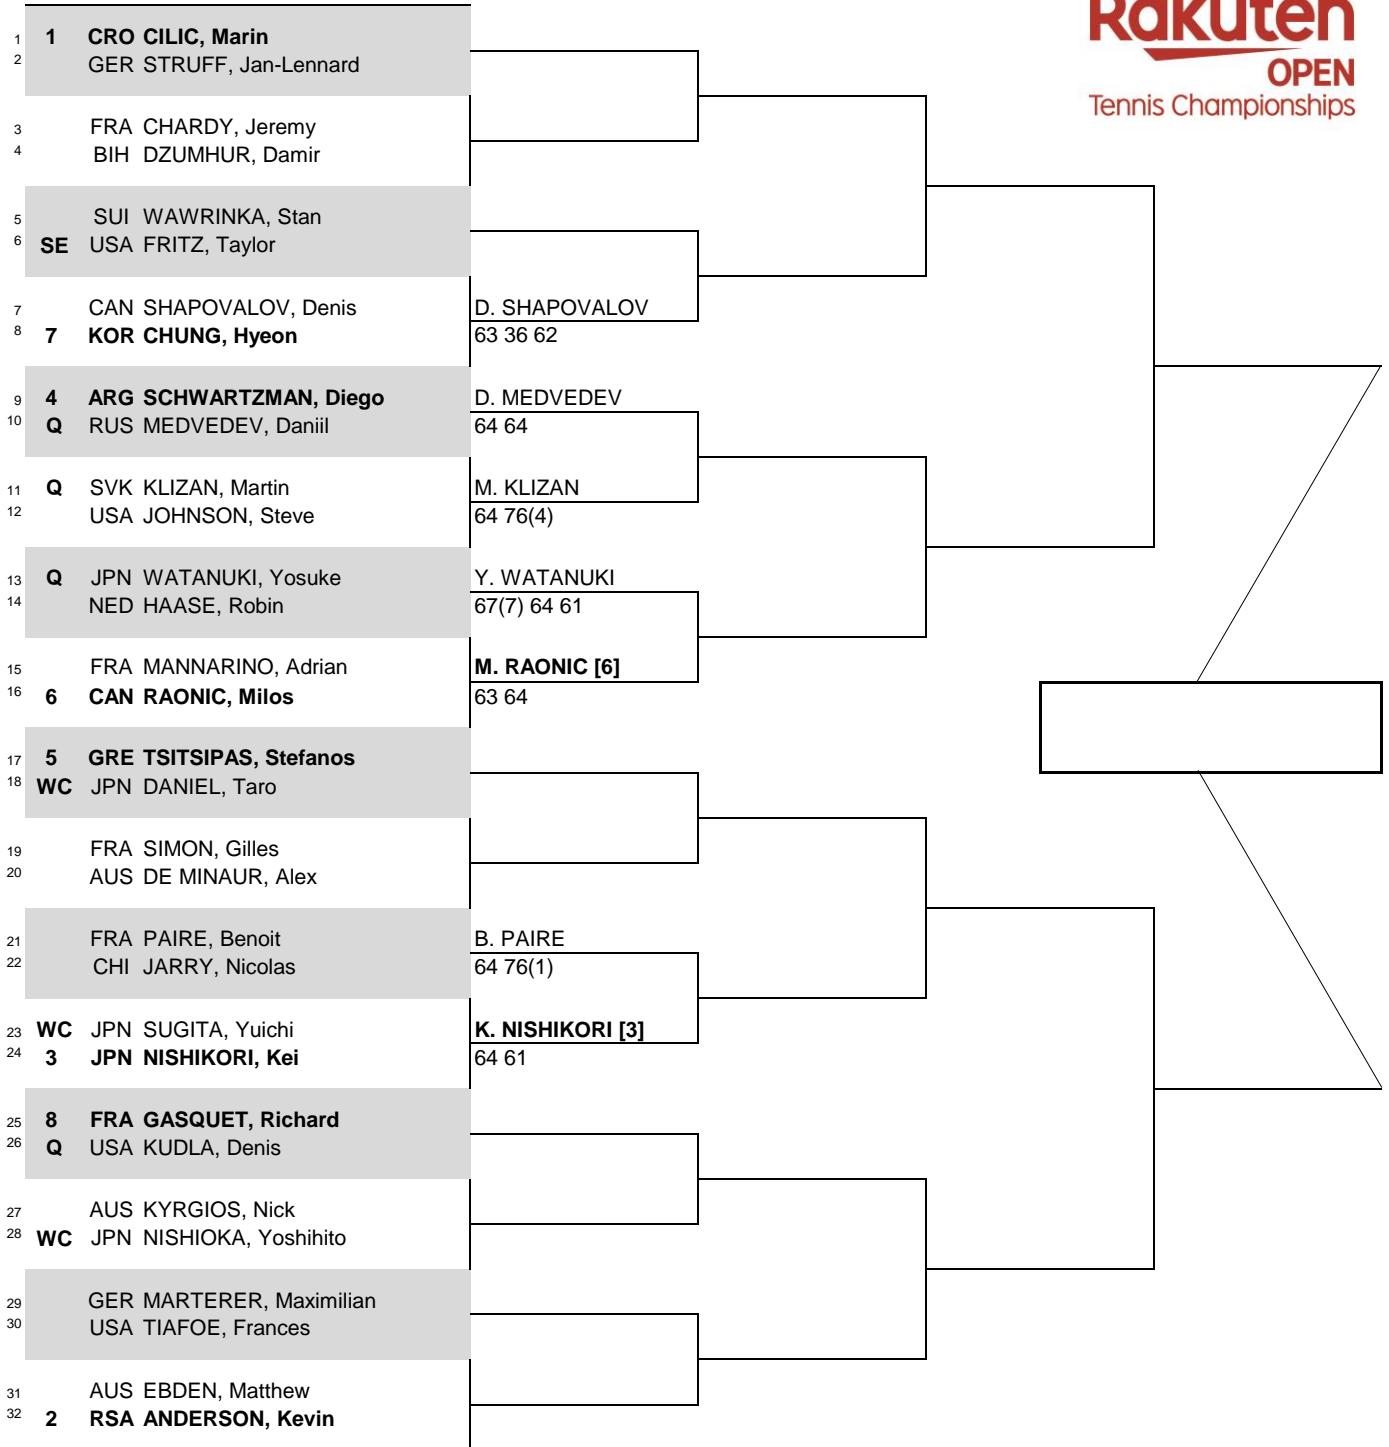 Rakuten
OPEN
Tennis Championships
1 1 CRO CILIC, Marin
2 GER STRUFF, Jan-Lennard
3 FRA CHARDY, Jeremy
4 BIH DZUMHUR, Damir
5 SUI WAWRINKA, Stan
6 SE USA FRITZ, Taylor
7 CAN SHAPOVALOV, Denis D. SHAPOVALOV
8 7 KOR CHUNG, Hyeon 63 36 62
9 4 ARG SCHWARTZMAN, Diego D. MEDVEDEV
10 Q RUS MEDVEDEV, Daniil 64 64
11 Q SVK KLIZAN, Martin M. KLIZAN
12 USA JOHNSON, Steve 64 76(4)
13 Q JPN WATANUKI, Yosuke Y. WATANUKI
14 NED HAASE, Robin 67(7) 64 61
15 FRA MANNARINO, Adrian M. RAONIC [6]
16 6 CAN RAONIC, Milos 63 64
17 5 GRE TSITSIPAS, Stefanos
18 WC JPN DANIEL, Taro
19 FRA SIMON, Gilles
20 AUS DE MINAUR, Alex
21 FRA PAIRE, Benoit B. PAIRE
22 CHI JARRY, Nicolas 64 76(1)
23 WC JPN SUGITA, Yuichi K. NISHIKORI [3]
24 3 JPN NISHIKORI, Kei 64 61
25 8 FRA GASQUET, Richard
26 Q USA KUDLA, Denis
27 AUS KYRGIOS, Nick
28 WC JPN NISHIOKA, Yoshihito
29 GER MARTERER, Maximilian
30 USA TIAFOE, Frances
31 AUS EBDEN, Matthew
32 2 RSA ANDERSON, Kevin